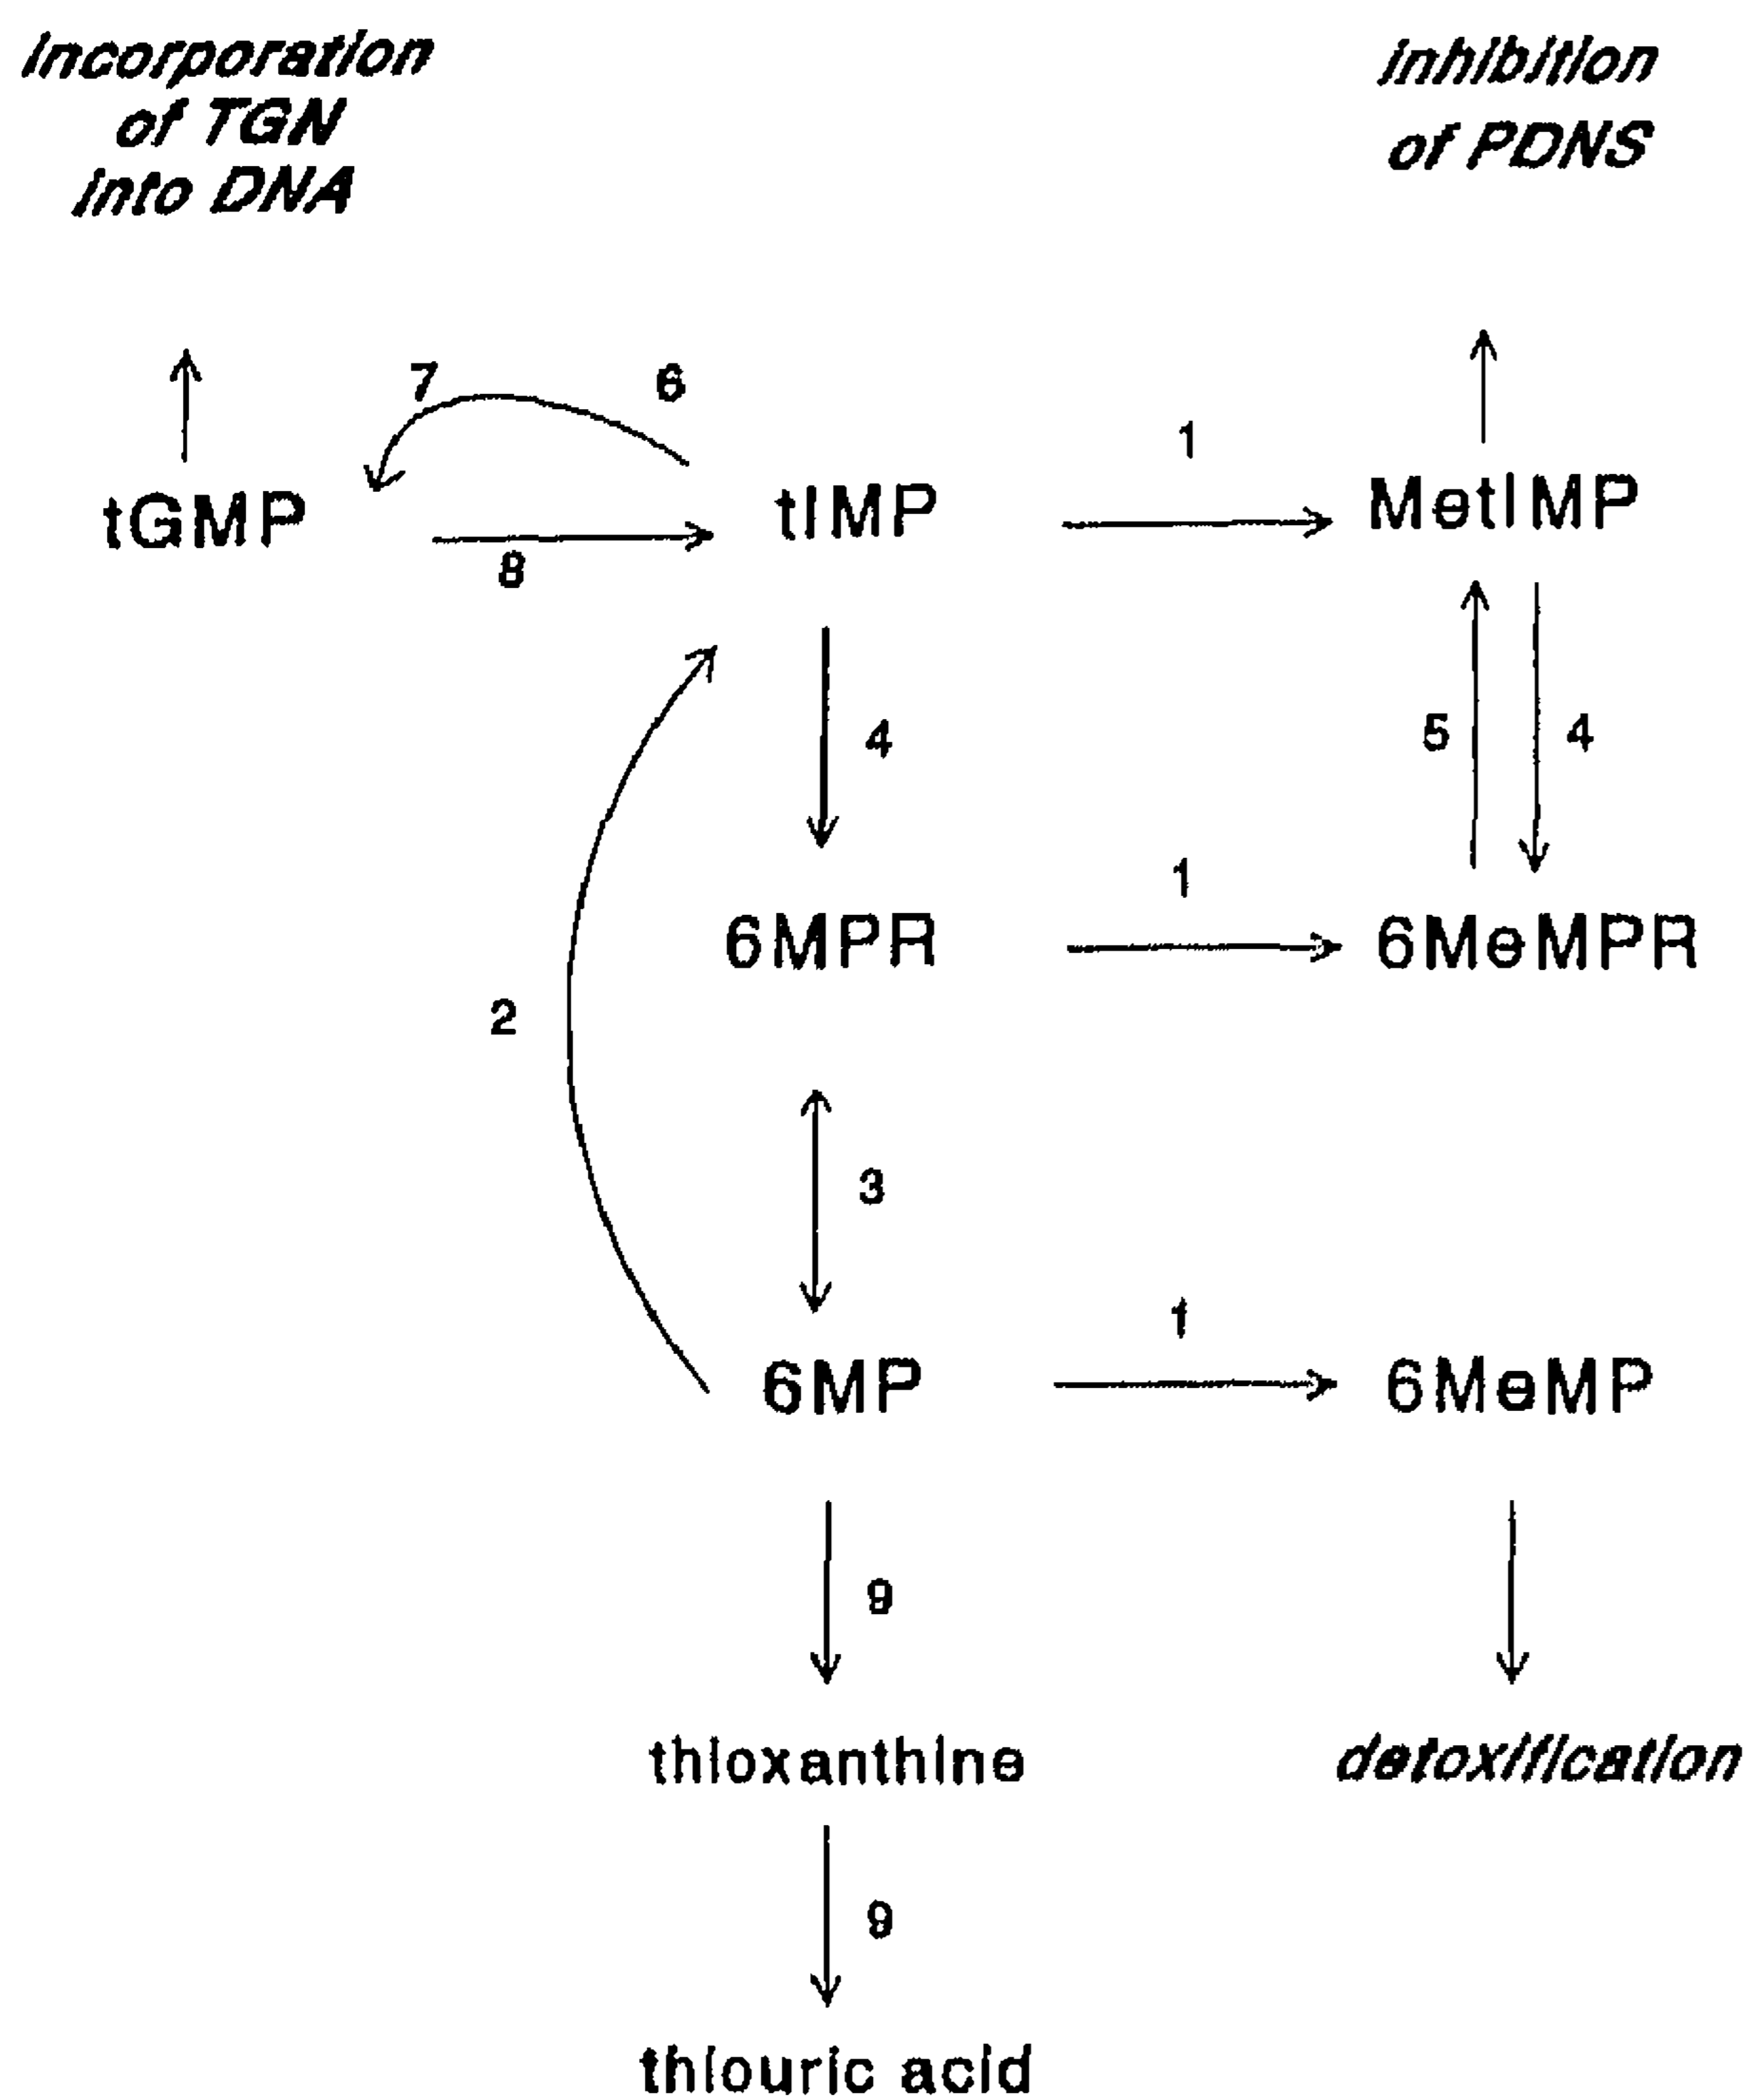 incorporation
of TGN
into DNA
inhibition
of PDNS
7
6
1
tGMP
tIMP
MetIMP
8
4
5
4
1
6MPR
6MeMPR
2
3
1
6MP
6MeMP
9
thioxanthine
detoxification
9
thiouric acid